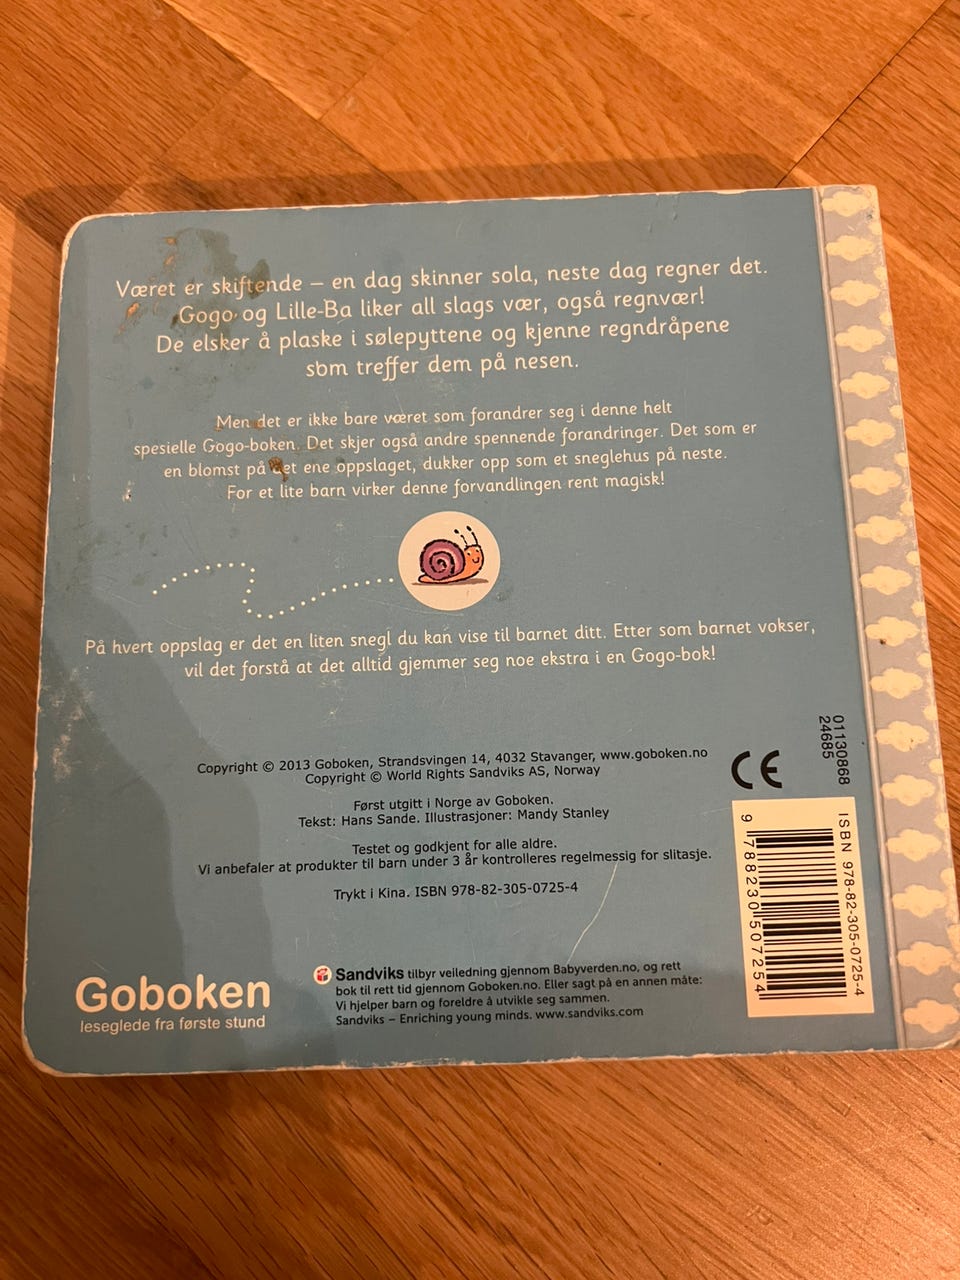 Været er skiftende – en dag skinner sola, neste dag regner det.
Gogo og Lille-Ba liker all slags vær, også regnvær!
De elsker å plaske i sølepyttene og kjenne regndråpene
som treffer dem på nesen.
Men det er ikke bare været som forandrer seg i denne helt
spesielle Gogo-boken. Det skjer også andre spennende forandringer. Det som er
en blomst på det ene oppslaget, dukker opp som et sneglehus på neste.
For et lite barn virker denne forvandlingen rent magisk!
På hvert oppslag er det en liten snegl du kan vise til barnet ditt. Etter som barnet vokser,
vil det forstå at det alltid gjemmer seg noe ekstra i en Gogo-bok!
Copyright © 2013 Goboken, Strandsvingen 14, 4032 Stavanger, www.goboken.no
Copyright © World Rights Sandviks AS, Norway
Først utgitt i Norge av Goboken.
Tekst: Hans Sande. Illustrasjoner: Mandy Stanley
Testet og godkjent for alle aldre.
Vi anbefaler at produkter til barn under 3 år kontrolleres regelmessig for slitasje.
Trykt i Kina. ISBN 978-82-305-0725-4
CE
01130868
24685
ISBN 978-82-305-0725-4
9 788230 507254
Goboken
leseglede fra første stund
Sandviks tilbyr veiledning gjennom Babyverden.no, og rett
bok til rett tid gjennom Goboken.no. Eller sagt på en annen måte:
Vi hjelper barn og foreldre å utvikle seg sammen.
Sandviks – Enriching young minds. www.sandviks.com